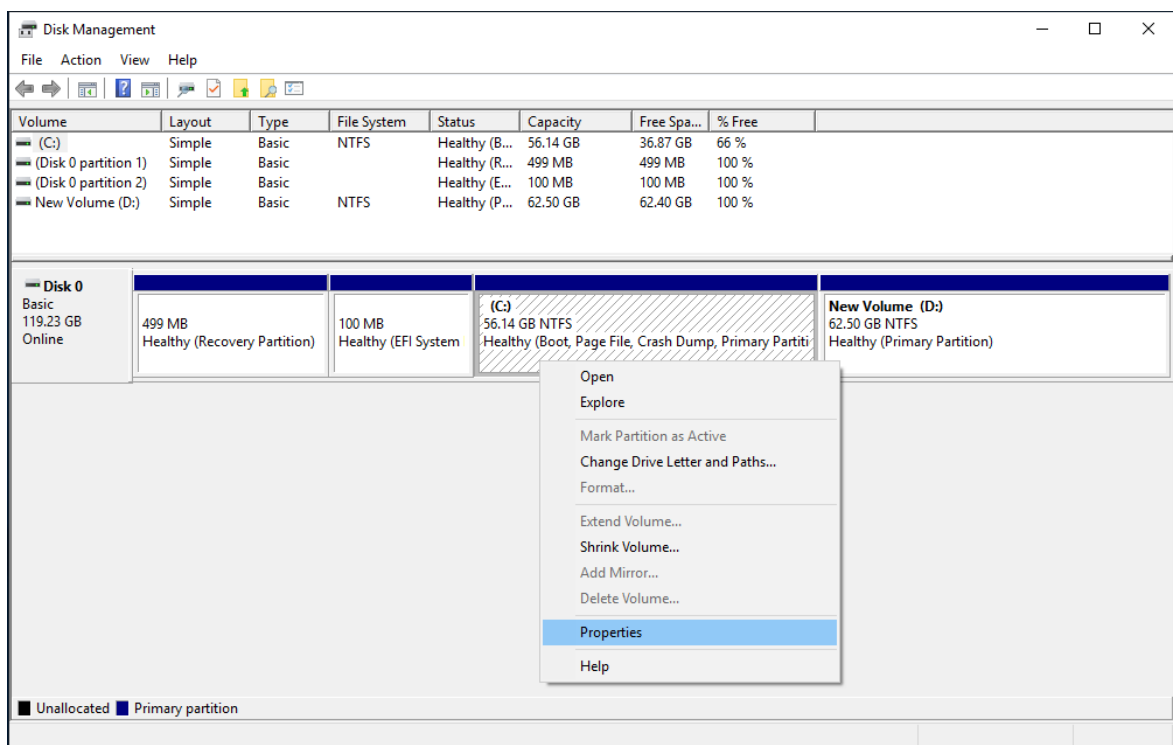 Disk Management
File Action View Help
Volume Layout Type File System Status Capacity Free Spa... % Free
(C:) Simple Basic NTFS Healthy (B... 56.14 GB 36.87 GB 66 %
(Disk 0 partition 1) Simple Basic Healthy (R... 499 MB 499 MB 100 %
(Disk 0 partition 2) Simple Basic Healthy (E... 100 MB 100 MB 100 %
New Volume (D:) Simple Basic NTFS Healthy (P... 62.50 GB 62.40 GB 100 %
Disk 0
Basic
119.23 GB
Online
499 MB
Healthy (Recovery Partition)
100 MB
Healthy (EFI System
(C:)
56.14 GB NTFS
Healthy (Boot, Page File, Crash Dump, Primary Partiti
New Volume (D:)
62.50 GB NTFS
Healthy (Primary Partition)
Open
Explore
Mark Partition as Active
Change Drive Letter and Paths...
Format...
Extend Volume...
Shrink Volume...
Add Mirror...
Delete Volume...
Properties
Help
Unallocated Primary partition